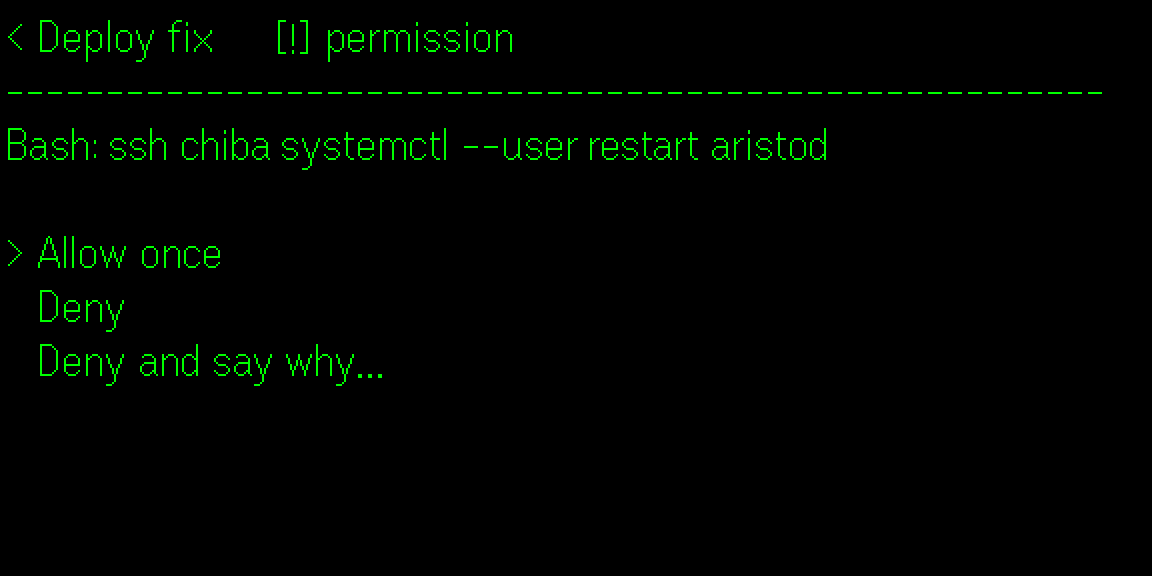 < Deploy fix [!] permission
-------------------------------------------------------
Bash: ssh chiba systemctl --user restart aristod
> Allow once
Deny
Deny and say why...